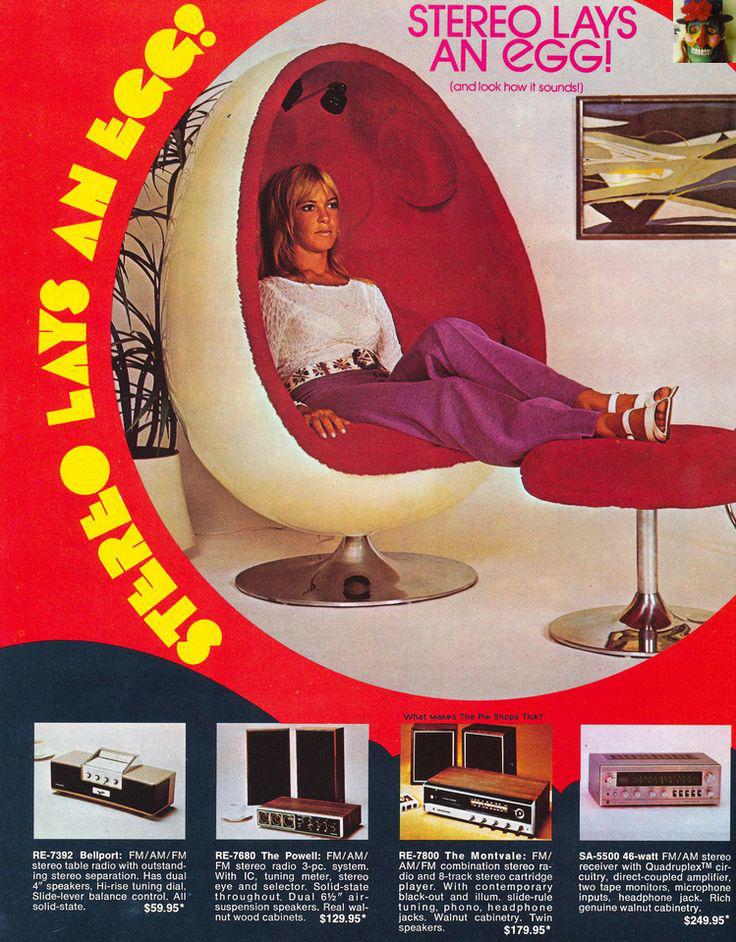 STEREO LAYS AN EGG!
STEREO LAYS
AN EGG!
(and look how it sounds!)
What Makes The Pie Shops Tick?
RE-7392 Bellport: FM/AM/FM
stereo table radio with outstand-
ing stereo separation. Has dual
4" speakers, Hi-rise tuning dial,
Slide-lever balance control. All
solid-state. $59.95*
RE-7680 The Powell: FM/AM/
FM stereo radio 3-pc. system.
With IC, tuning meter, stereo
eye and selector. Solid-state
throughout. Dual 6½" air-
suspension speakers. Real wal-
nut wood cabinets. $129.95*
RE-7800 The Montvale: FM/
AM/FM combination stereo ra-
dio and 8-track stereo cartridge
player. With contemporary
black-out and illum. slide-rule
tuning, phono, headphone
jacks. Walnut cabinetry. Twin
speakers. $179.95*
SA-5500 46-watt FM/AM stereo
receiver with Quadruplex™ cir-
cuitry, direct-coupled amplifier,
two tape monitors, microphone
inputs, headphone jack. Rich
genuine walnut cabinetry.
$249.95*